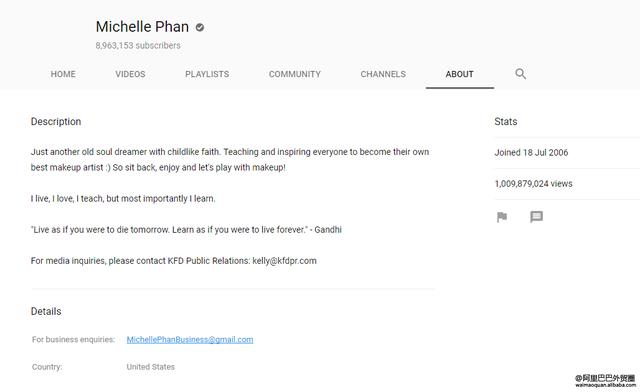 Michelle Phan
8,963,153 subscribers
HOME VIDEOS PLAYLISTS COMMUNITY CHANNELS ABOUT
Description
Just another old soul dreamer with childlike faith. Teaching and inspiring everyone to become their own
best makeup artist :) So sit back, enjoy and let's play with makeup!
I live, I love, I teach, but most importantly I learn.
"Live as if you were to die tomorrow. Learn as if you were to live forever." - Gandhi
For media inquiries, please contact KFD Public Relations: kelly@kfdpr.com
Details
For business enquiries: MichellePhanBusiness@gmail.com
Country: United States
Stats
Joined 18 Jul 2006
1,009,879,024 views
@阿里巴巴外贸圈
waimaoquan.alibaba.com